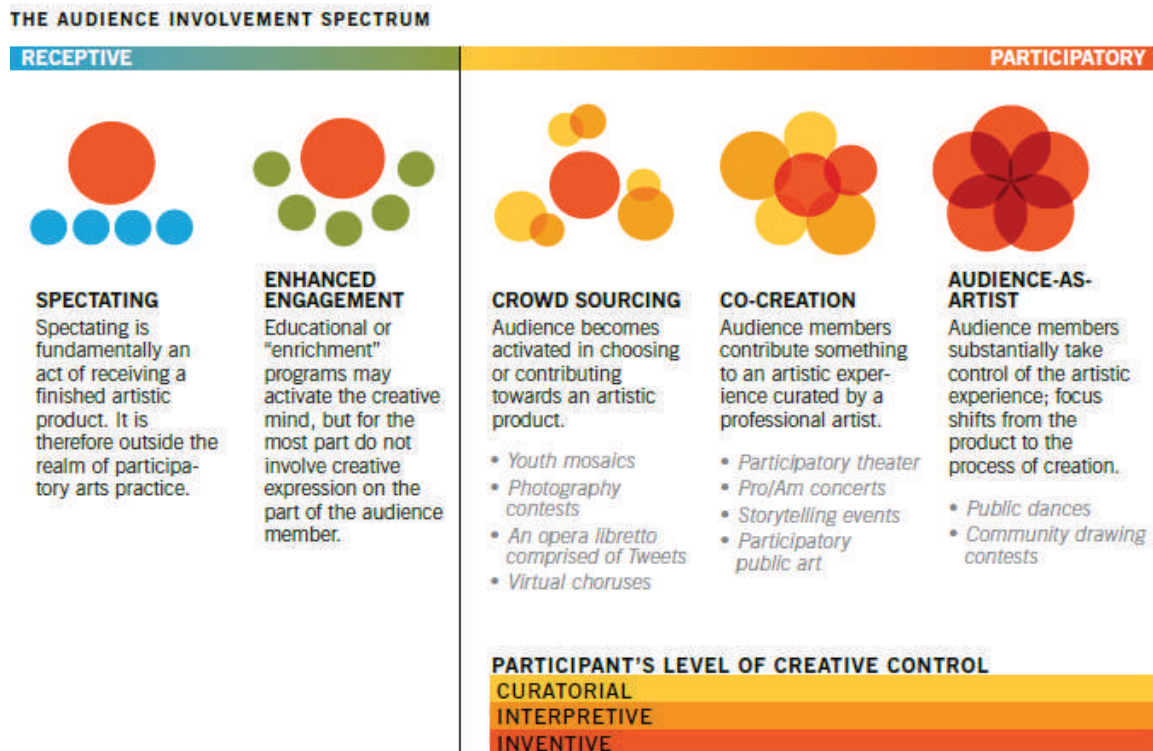 THE AUDIENCE INVOLVEMENT SPECTRUM
RECEPTIVE
PARTICIPATORY
SPECTATING
Spectating is
fundamentally an
act of receiving a
finished artistic
product. It is
therefore outside the
realm of participa-
tory arts practice.
ENHANCED
ENGAGEMENT
Educational or
“enrichment”
programs may
activate the creative
mind, but for the
most part do not
involve creative
expression on the
part of the audience
member.
CROWD SOURCING
Audience becomes
activated in choosing
or contributing
towards an artistic
product.
• Youth mosaics
• Photography
contests
• An opera libretto
comprised of Tweets
• Virtual choruses
CO-CREATION
Audience members
contribute something
to an artistic exper-
ience curated by a
professional artist.
• Participatory theater
• Pro/Am concerts
• Storytelling events
• Participatory
public art
AUDIENCE-AS-
ARTIST
Audience members
substantially take
control of the artistic
experience; focus
shifts from the
product to the
process of creation.
• Public dances
• Community drawing
contests
PARTICIPANT’S LEVEL OF CREATIVE CONTROL
CURATORIAL
INTERPRETIVE
INVENTIVE